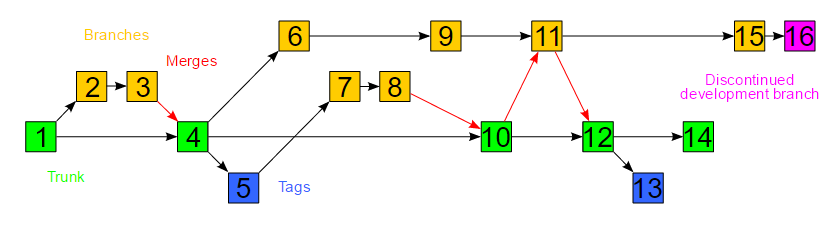 6 9 11 15 16
Branches
Merges
2 3 7 8
Discontinued
development branch
1 4 10 12 14
Trunk
5 Tags 13